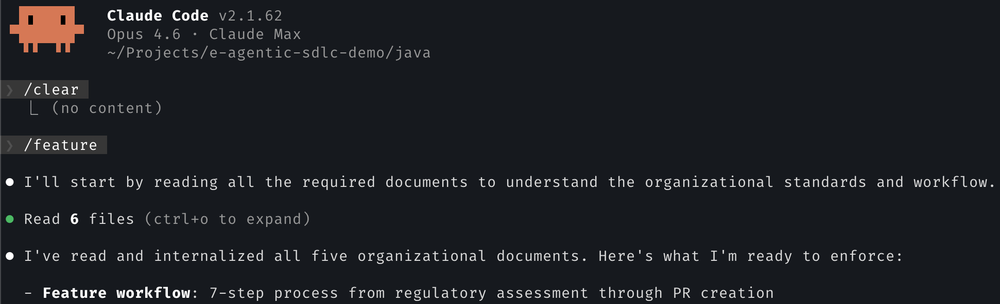 Claude Code v2.1.62
Opus 4.6 · Claude Max
~/Projects/e-agentic-sdlc-demo/java
❯ /clear
⎿ (no content)
❯ /feature
● I'll start by reading all the required documents to understand the organizational standards and workflow.
● Read 6 files (ctrl+o to expand)
● I've read and internalized all five organizational documents. Here's what I'm ready to enforce:
- Feature workflow: 7-step process from regulatory assessment through PR creation